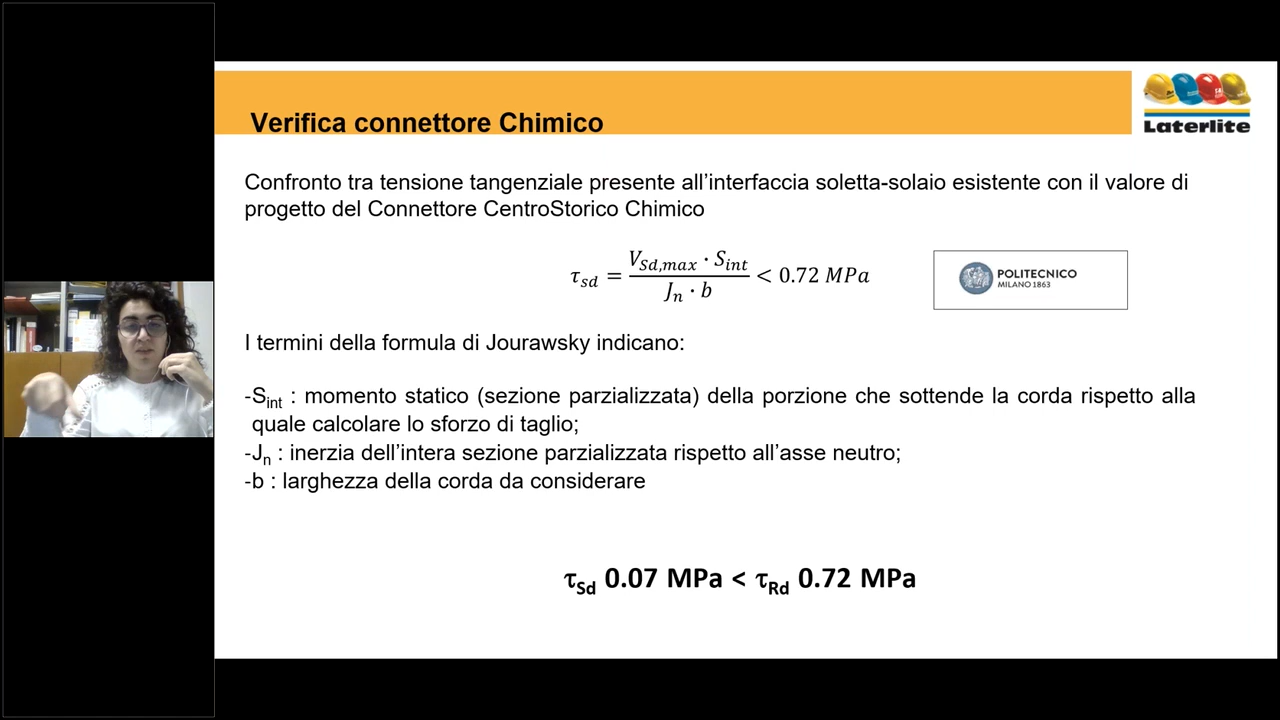 Verifica connettore Chimico
Laterlite
Confronto tra tensione tangenziale presente all’interfaccia soletta-solaio esistente con il valore di
progetto del Connettore CentroStorico Chimico
τ_sd = (V_Sd,max · S_int) / (J_n · b) < 0.72 MPa
POLITECNICO
MILANO 1863
I termini della formula di Jourawsky indicano:
-S_int : momento statico (sezione parzializzata) della porzione che sottende la corda rispetto alla
quale calcolare lo sforzo di taglio;
-J_n : inerzia dell’intera sezione parzializzata rispetto all’asse neutro;
-b : larghezza della corda da considerare
τ_Sd 0.07 MPa < τ_Rd 0.72 MPa